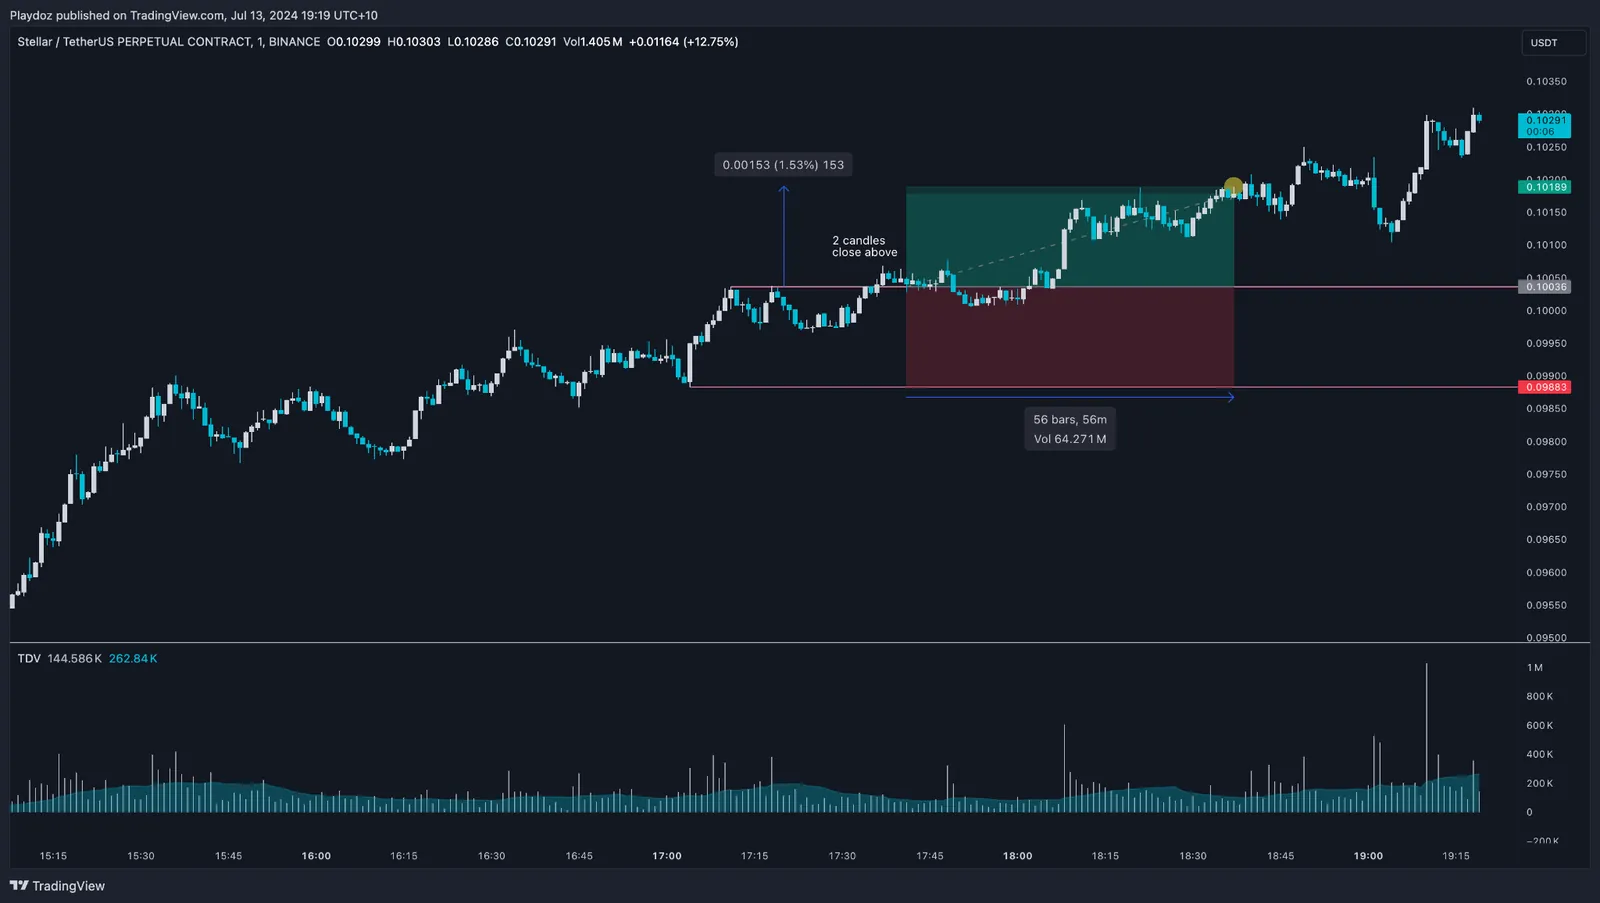 Playdoz published on TradingView.com, Jul 13, 2024 19:19 UTC+10
Stellar / TetherUS PERPETUAL CONTRACT, 1, BINANCE O0.10299 H0.10303 L0.10286 C0.10291 Vol1.405 M +0.01164 (+12.75%)
USDT
0.10350
0.10291
00:06
0.10250
0.10200
0.10189
0.10150
0.10100
0.10050
0.10036
0.10000
0.09950
0.09900
0.09883
0.09850
0.09800
0.09750
0.09700
0.09650
0.09600
0.09550
0.09500
0.00153 (1.53%) 153
2 candles
close above
56 bars, 56m
Vol 64.271 M
TDV 144.586 K 262.84 K
1 M
800 K
600 K
400 K
200 K
0
−200 K
15:15 15:30 15:45 16:00 16:15 16:30 16:45 17:00 17:15 17:30 17:45 18:00 18:15 18:30 18:45 19:00 19:15
TradingView